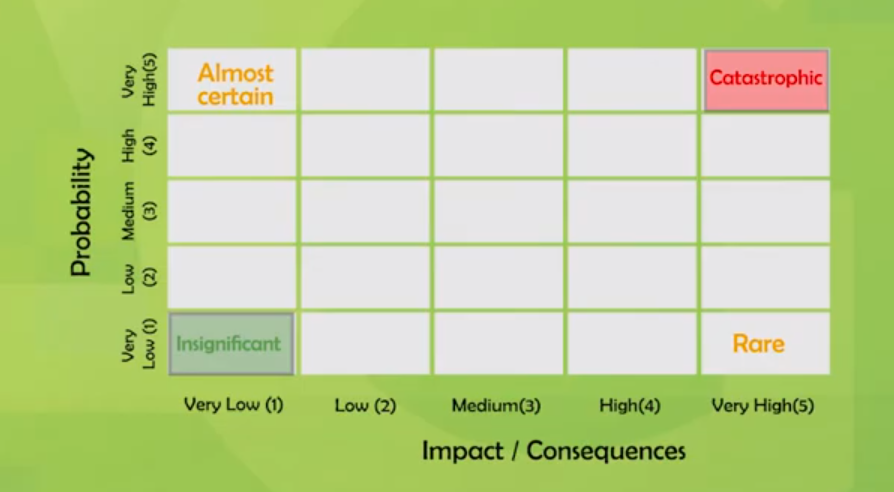 Probability
Very
High(5)
Almost
certain
Catastrophic
High
(4)
Medium
(3)
Low
(2)
Very
Low (1)
Insignificant
Rare
Very Low (1)
Low (2)
Medium(3)
High(4)
Very High(5)
Impact / Consequences